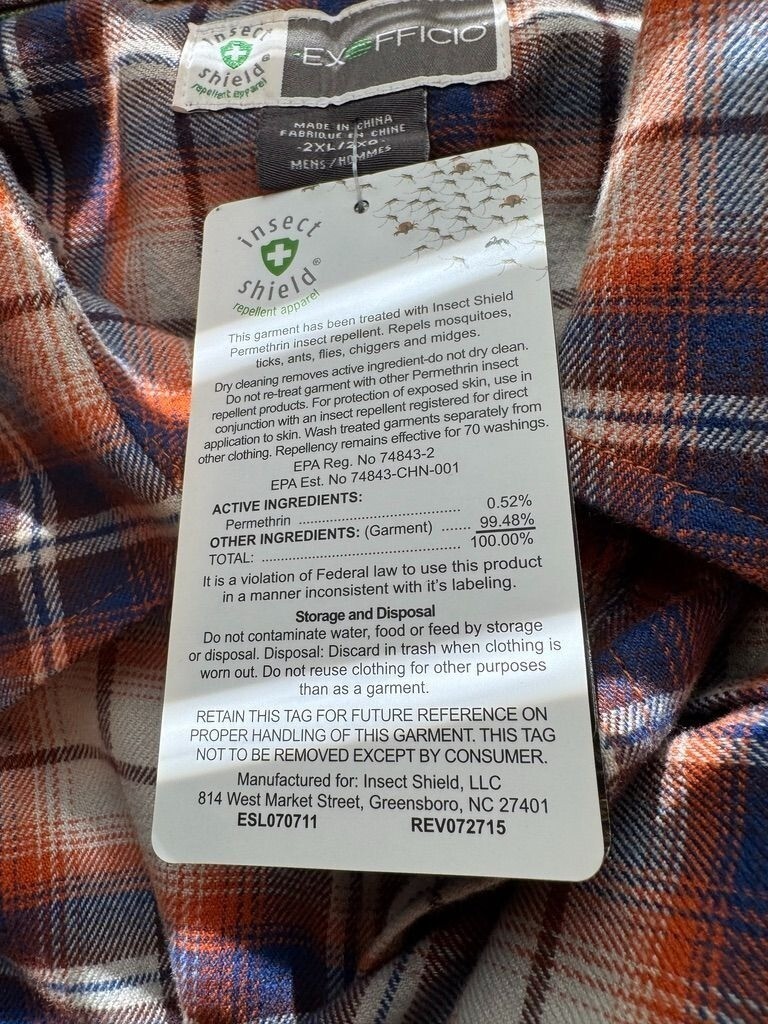 insect
shield®
repellent apparel
EXOFFICIO
MADE IN CHINA
FABRIQUE EN CHINE
2XL/2XG
MENS/HOMMES
insect
shield®
repellent apparel
This garment has been treated with Insect Shield
Permethrin insect repellent. Repels mosquitoes,
ticks, ants, flies, chiggers and midges.
Dry cleaning removes active ingredient-do not dry clean.
Do not re-treat garment with other Permethrin insect
repellent products. For protection of exposed skin, use in
conjunction with an insect repellent registered for direct
application to skin. Wash treated garments separately from
other clothing. Repellency remains effective for 70 washings.
EPA Reg. No 74843-2
EPA Est. No 74843-CHN-001
ACTIVE INGREDIENTS:
Permethrin ........................................ 0.52%
OTHER INGREDIENTS: (Garment) ...... 99.48%
TOTAL: ................................................ 100.00%
It is a violation of Federal law to use this product
in a manner inconsistent with it's labeling.
Storage and Disposal
Do not contaminate water, food or feed by storage
or disposal. Disposal: Discard in trash when clothing is
worn out. Do not reuse clothing for other purposes
than as a garment.
RETAIN THIS TAG FOR FUTURE REFERENCE ON
PROPER HANDLING OF THIS GARMENT. THIS TAG
NOT TO BE REMOVED EXCEPT BY CONSUMER.
Manufactured for: Insect Shield, LLC
814 West Market Street, Greensboro, NC 27401
ESL070711 REV072715